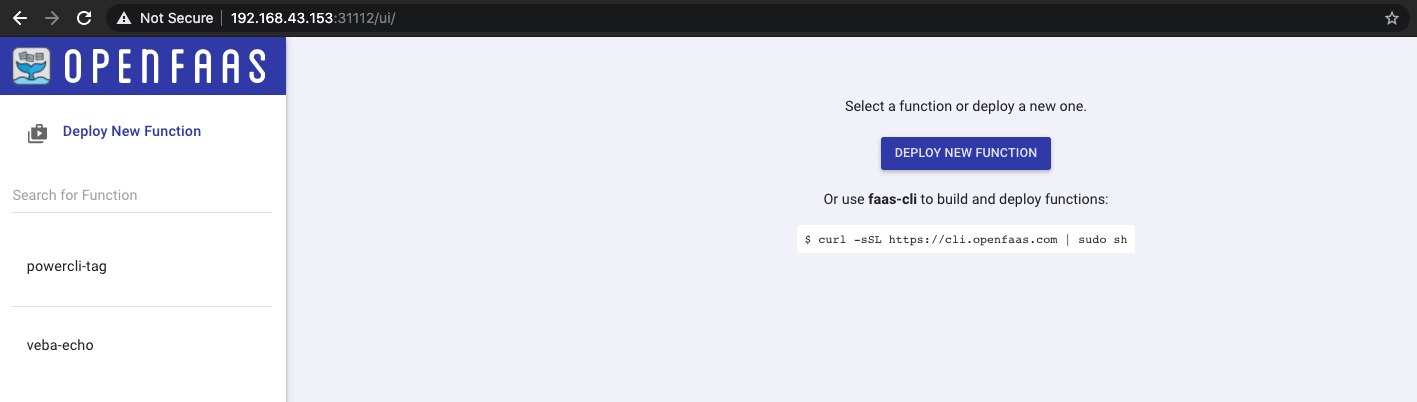 Not Secure | 192.168.43.153:31112/ui/
OPENFAAS
Deploy New Function
Search for Function
powercli-tag
veba-echo
Select a function or deploy a new one.
DEPLOY NEW FUNCTION
Or use faas-cli to build and deploy functions:
$ curl -sSL https://cli.openfaas.com | sudo sh